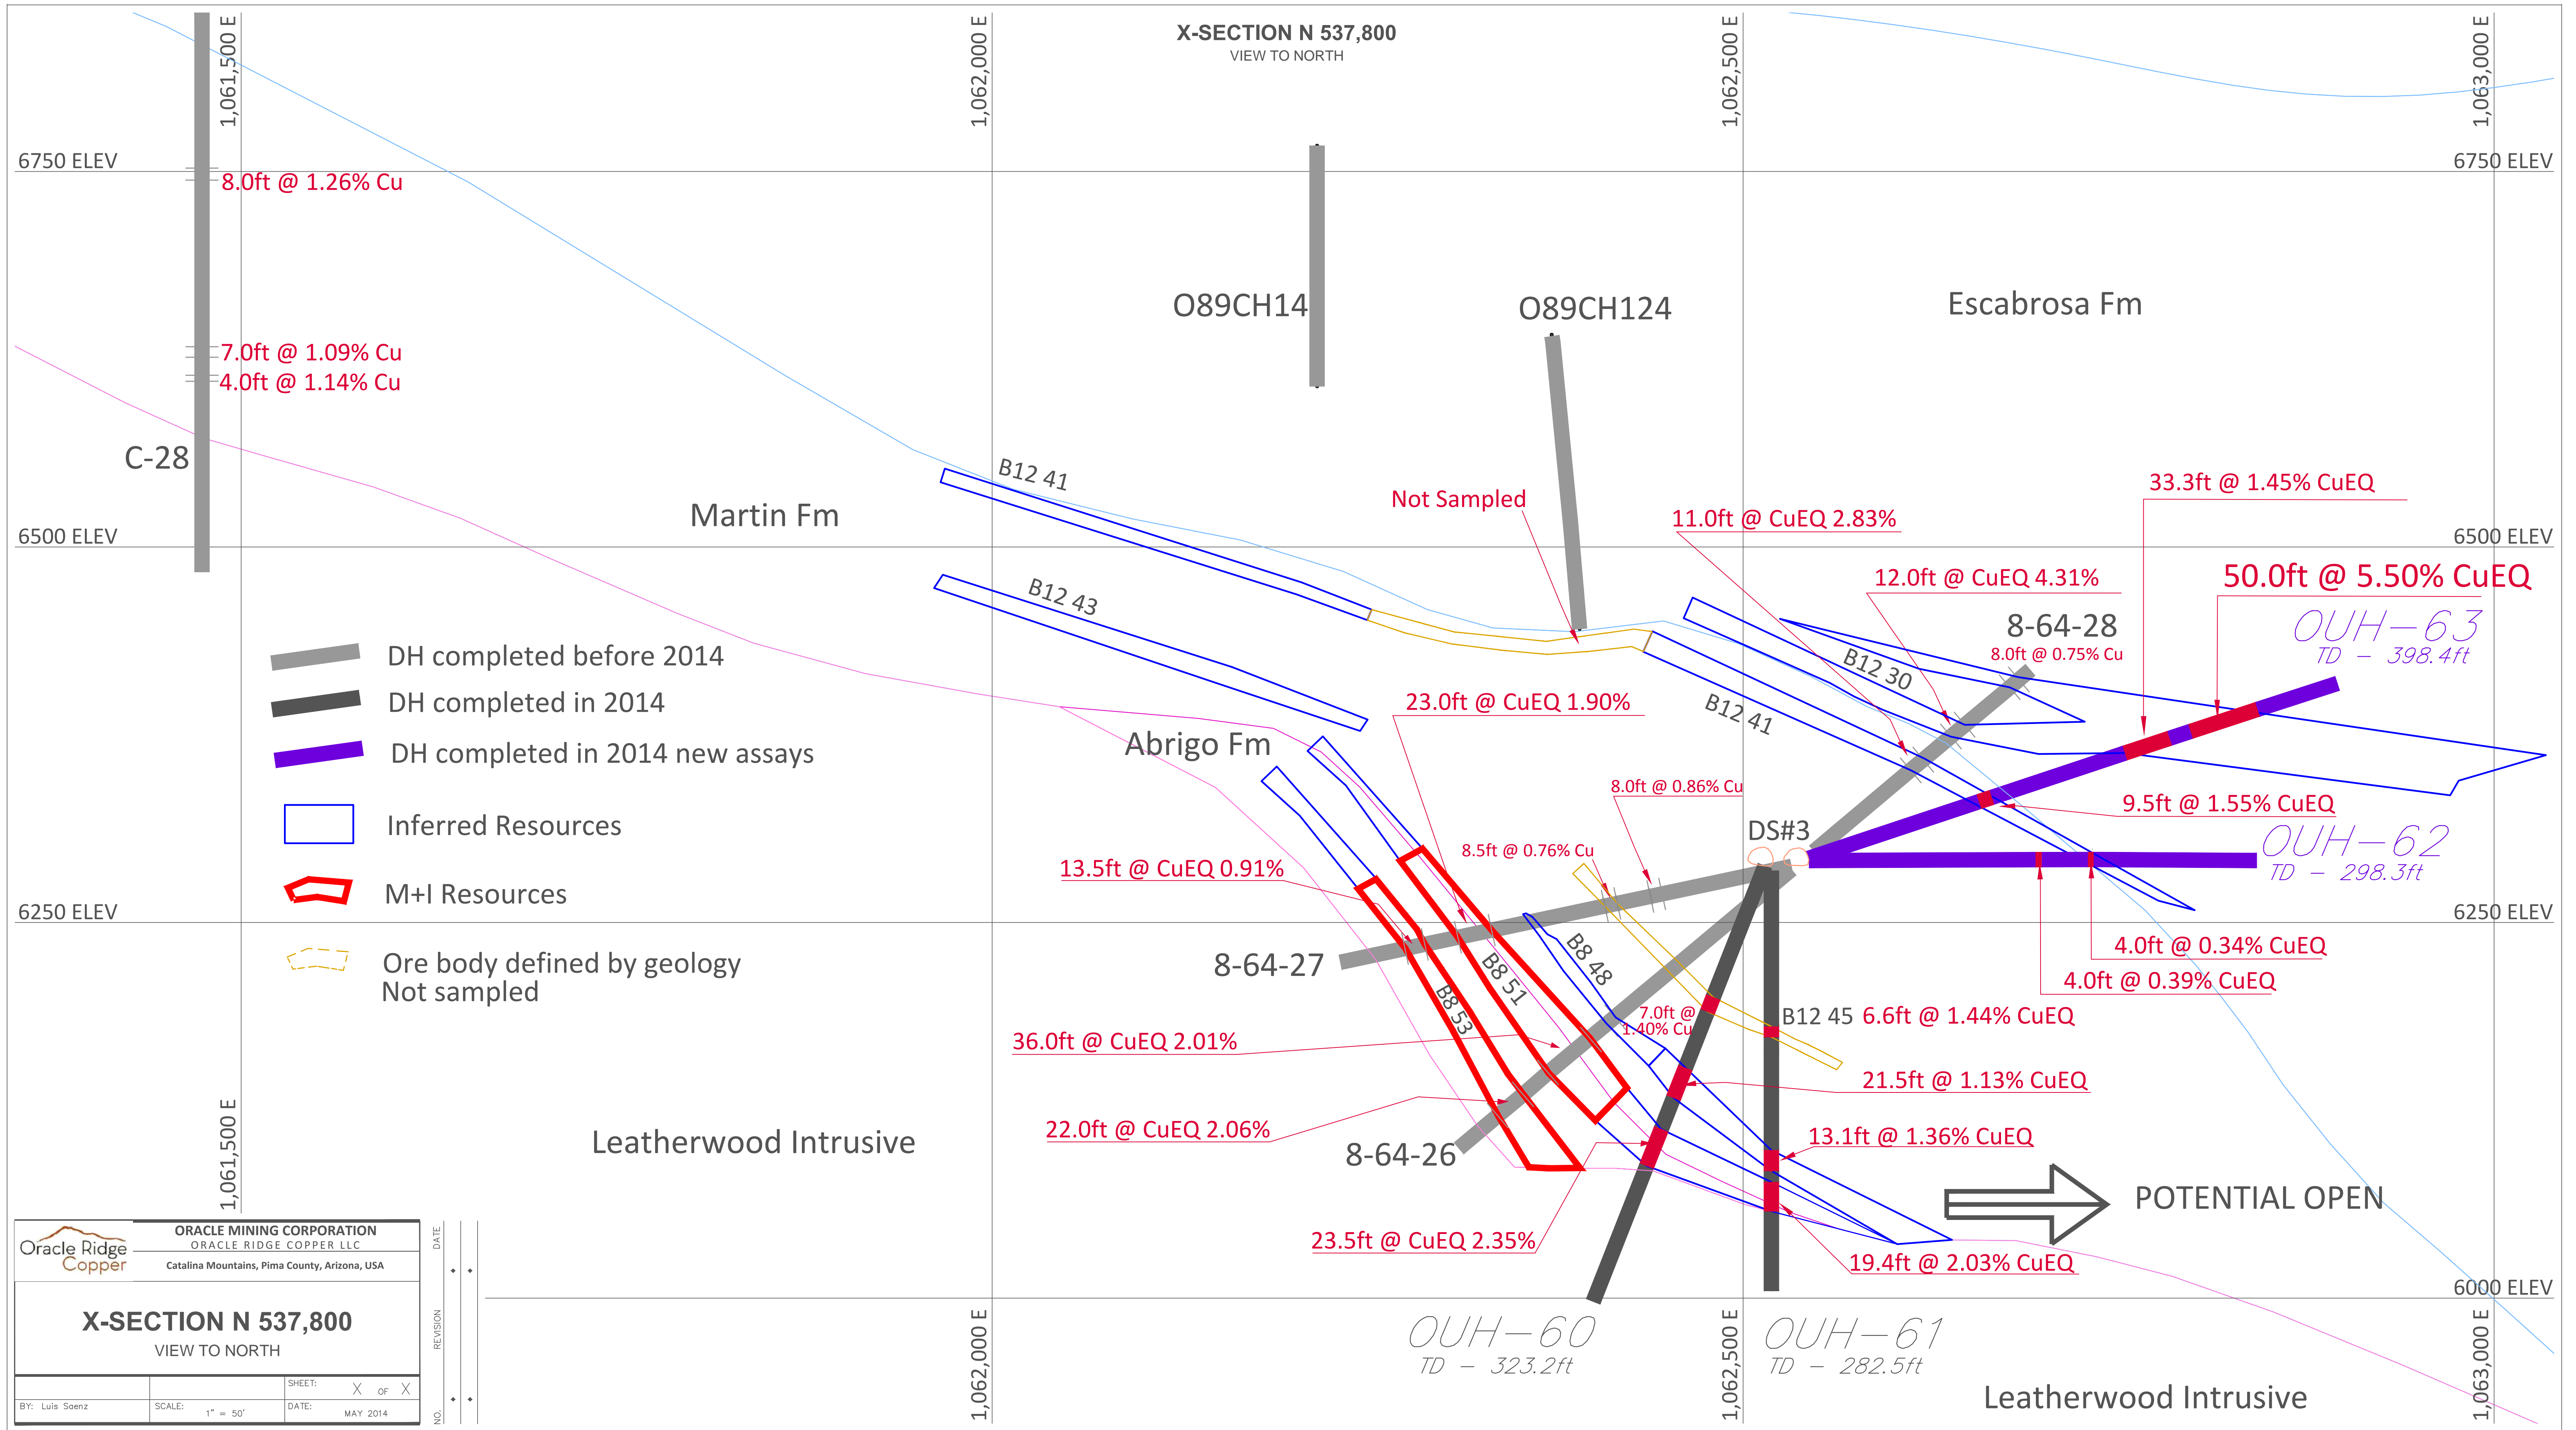 X-SECTION N 537,800
VIEW TO NORTH
1,061,500 E
1,062,000 E
1,062,500 E
1,063,000 E
6750 ELEV
6750 ELEV
8.0ft @ 1.26% Cu
O89CH14
O89CH124
Escabrosa Fm
7.0ft @ 1.09% Cu
4.0ft @ 1.14% Cu
C-28
Martin Fm
B12 41
Not Sampled
33.3ft @ 1.45% CuEQ
11.0ft @ CuEQ 2.83%
6500 ELEV
6500 ELEV
12.0ft @ CuEQ 4.31%
50.0ft @ 5.50% CuEQ
B12 43
8-64-28
8.0ft @ 0.75% Cu
OUH-63
TD - 398.4ft
DH completed before 2014
DH completed in 2014
DH completed in 2014 new assays
Inferred Resources
M+I Resources
Ore body defined by geology
Not sampled
B12 30
B12 41
23.0ft @ CuEQ 1.90%
Abrigo Fm
8.0ft @ 0.86% Cu
9.5ft @ 1.55% CuEQ
DS#3
OUH-62
TD - 298.3ft
8.5ft @ 0.76% Cu
13.5ft @ CuEQ 0.91%
6250 ELEV
6250 ELEV
4.0ft @ 0.34% CuEQ
4.0ft @ 0.39% CuEQ
8-64-27
B8 48
B8 51
B8 53
7.0ft @
1.40% Cu
B12 45 6.6ft @ 1.44% CuEQ
36.0ft @ CuEQ 2.01%
21.5ft @ 1.13% CuEQ
22.0ft @ CuEQ 2.06%
13.1ft @ 1.36% CuEQ
Leatherwood Intrusive
8-64-26
POTENTIAL OPEN
23.5ft @ CuEQ 2.35%
19.4ft @ 2.03% CuEQ
6000 ELEV
1,061,500 E
1,062,000 E
1,062,500 E
1,063,000 E
OUH-60
TD - 323.2ft
OUH-61
TD - 282.5ft
Leatherwood Intrusive
Oracle Ridge
Copper
ORACLE MINING CORPORATION
ORACLE RIDGE COPPER LLC
Catalina Mountains, Pima County, Arizona, USA
X-SECTION N 537,800
VIEW TO NORTH
SHEET: X OF X
BY: Luis Saenz
SCALE: 1" = 50'
DATE: MAY 2014
NO.
REVISION
DATE